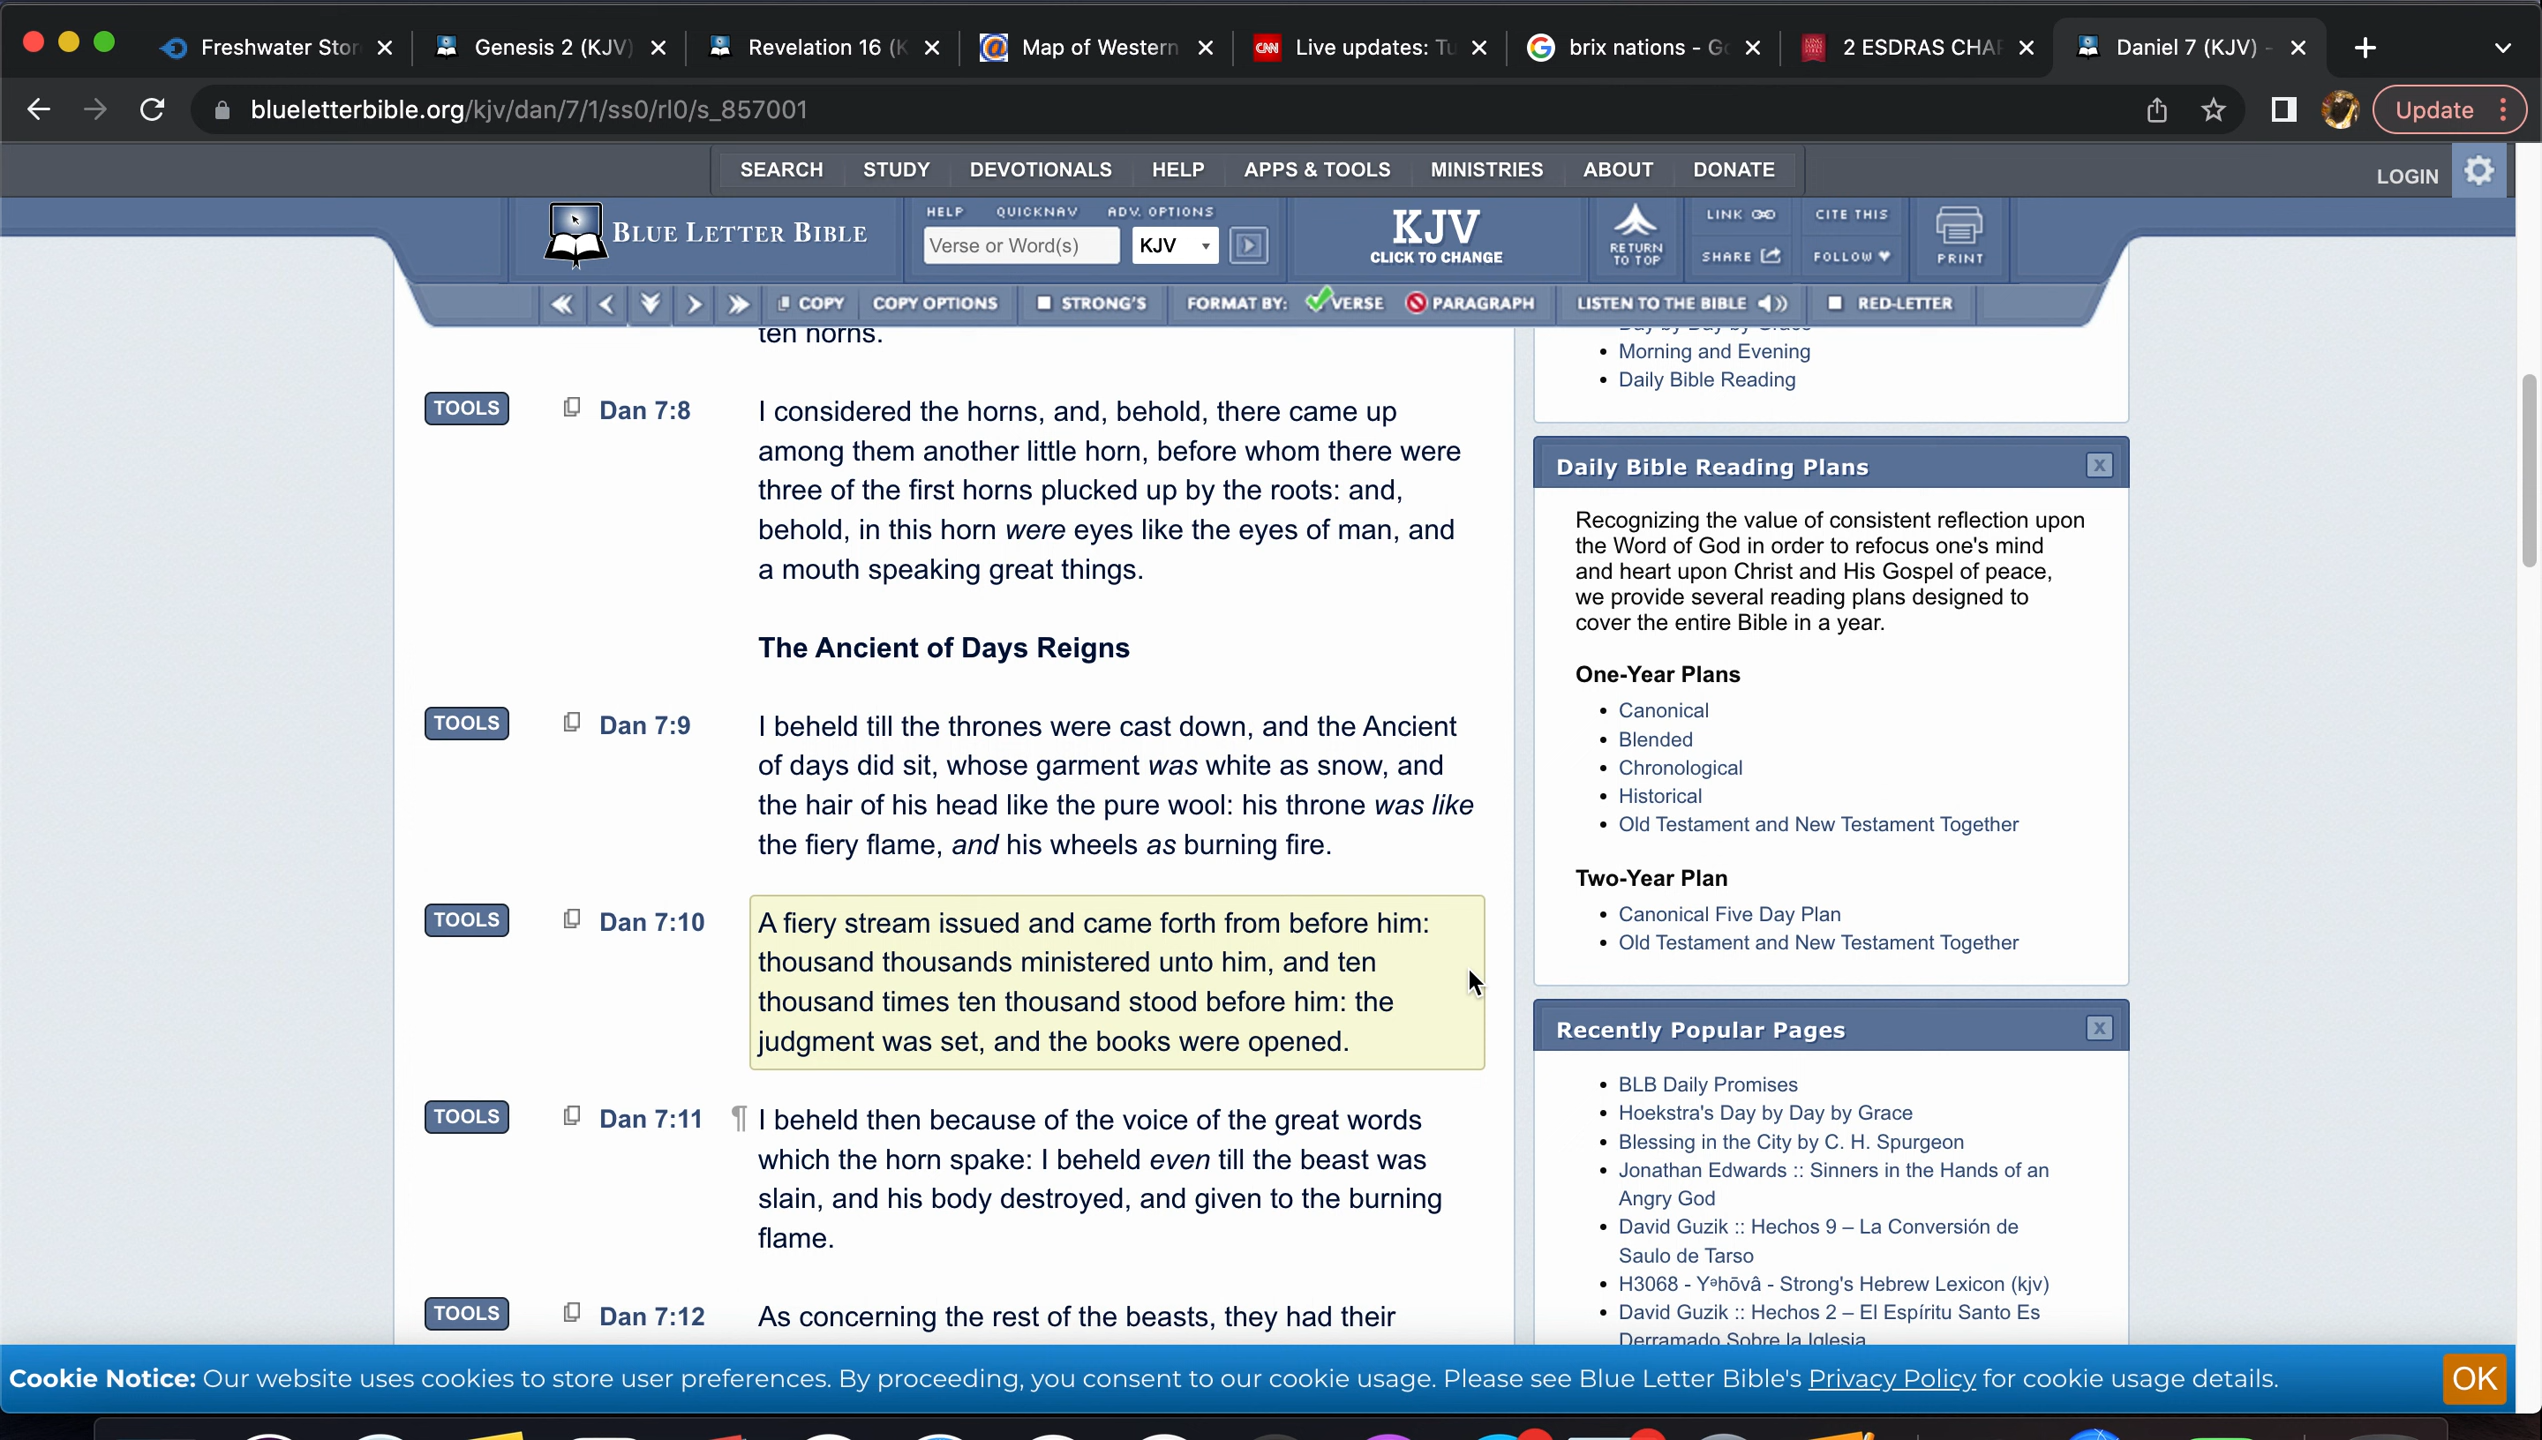 Freshwater Stor
Genesis 2 (KJV)
Revelation 16 (K
Map of Western
CNN
Live updates: Tu
brix nations - Go
2 ESDRAS CHAP
Daniel 7 (KJV) -
blueletterbible.org/kjv/dan/7/1/ss0/rl0/s_857001
Update
SEARCH STUDY DEVOTIONALS HELP APPS & TOOLS MINISTRIES ABOUT DONATE
LOGIN
BLUE LETTER BIBLE
HELP QUICKNAV ADV. OPTIONS
Verse or Word(s) KJV
KJV
CLICK TO CHANGE
RETURN
TO TOP
LINK CITE THIS
SHARE FOLLOW
PRINT
COPY COPY OPTIONS STRONG'S FORMAT BY: VERSE PARAGRAPH LISTEN TO THE BIBLE RED-LETTER
ten horns.
TOOLS Dan 7:8 I considered the horns, and, behold, there came up
among them another little horn, before whom there were
three of the first horns plucked up by the roots: and,
behold, in this horn were eyes like the eyes of man, and
a mouth speaking great things.
The Ancient of Days Reigns
TOOLS Dan 7:9 I beheld till the thrones were cast down, and the Ancient
of days did sit, whose garment was white as snow, and
the hair of his head like the pure wool: his throne was like
the fiery flame, and his wheels as burning fire.
TOOLS Dan 7:10 A fiery stream issued and came forth from before him:
thousand thousands ministered unto him, and ten
thousand times ten thousand stood before him: the
judgment was set, and the books were opened.
TOOLS Dan 7:11 ¶ I beheld then because of the voice of the great words
which the horn spake: I beheld even till the beast was
slain, and his body destroyed, and given to the burning
flame.
TOOLS Dan 7:12 As concerning the rest of the beasts, they had their
Day by Day by Grace
• Morning and Evening
• Daily Bible Reading
Daily Bible Reading Plans X
Recognizing the value of consistent reflection upon
the Word of God in order to refocus one's mind
and heart upon Christ and His Gospel of peace,
we provide several reading plans designed to
cover the entire Bible in a year.
One-Year Plans
• Canonical
• Blended
• Chronological
• Historical
• Old Testament and New Testament Together
Two-Year Plan
• Canonical Five Day Plan
• Old Testament and New Testament Together
Recently Popular Pages X
• BLB Daily Promises
• Hoekstra's Day by Day by Grace
• Blessing in the City by C. H. Spurgeon
• Jonathan Edwards :: Sinners in the Hands of an
Angry God
• David Guzik :: Hechos 9 – La Conversión de
Saulo de Tarso
• H3068 - Yᵊhōvâ - Strong's Hebrew Lexicon (kjv)
• David Guzik :: Hechos 2 – El Espíritu Santo Es
Derramado Sobre la Iglesia
Cookie Notice: Our website uses cookies to store user preferences. By proceeding, you consent to our cookie usage. Please see Blue Letter Bible's Privacy Policy for cookie usage details.
OK